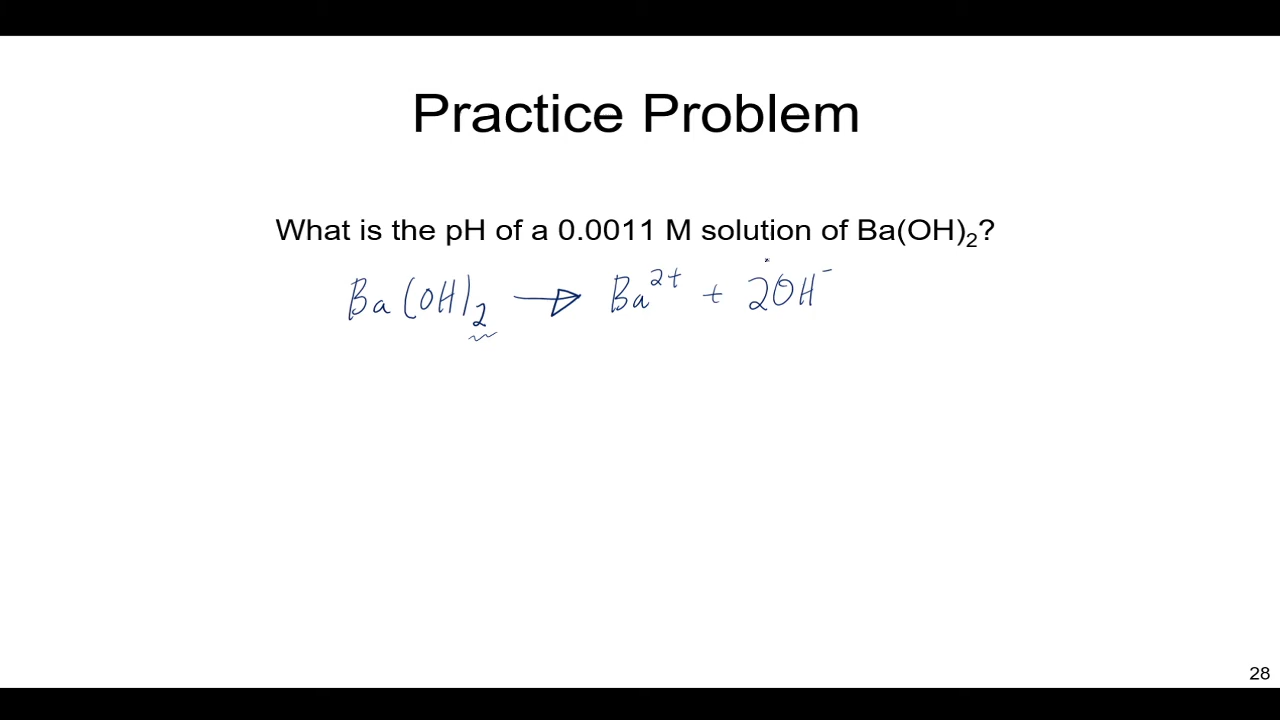 Practice Problem
What is the pH of a 0.0011 M solution of Ba(OH)₂?
Ba(OH)₂ → Ba²⁺ + 2OH⁻
28